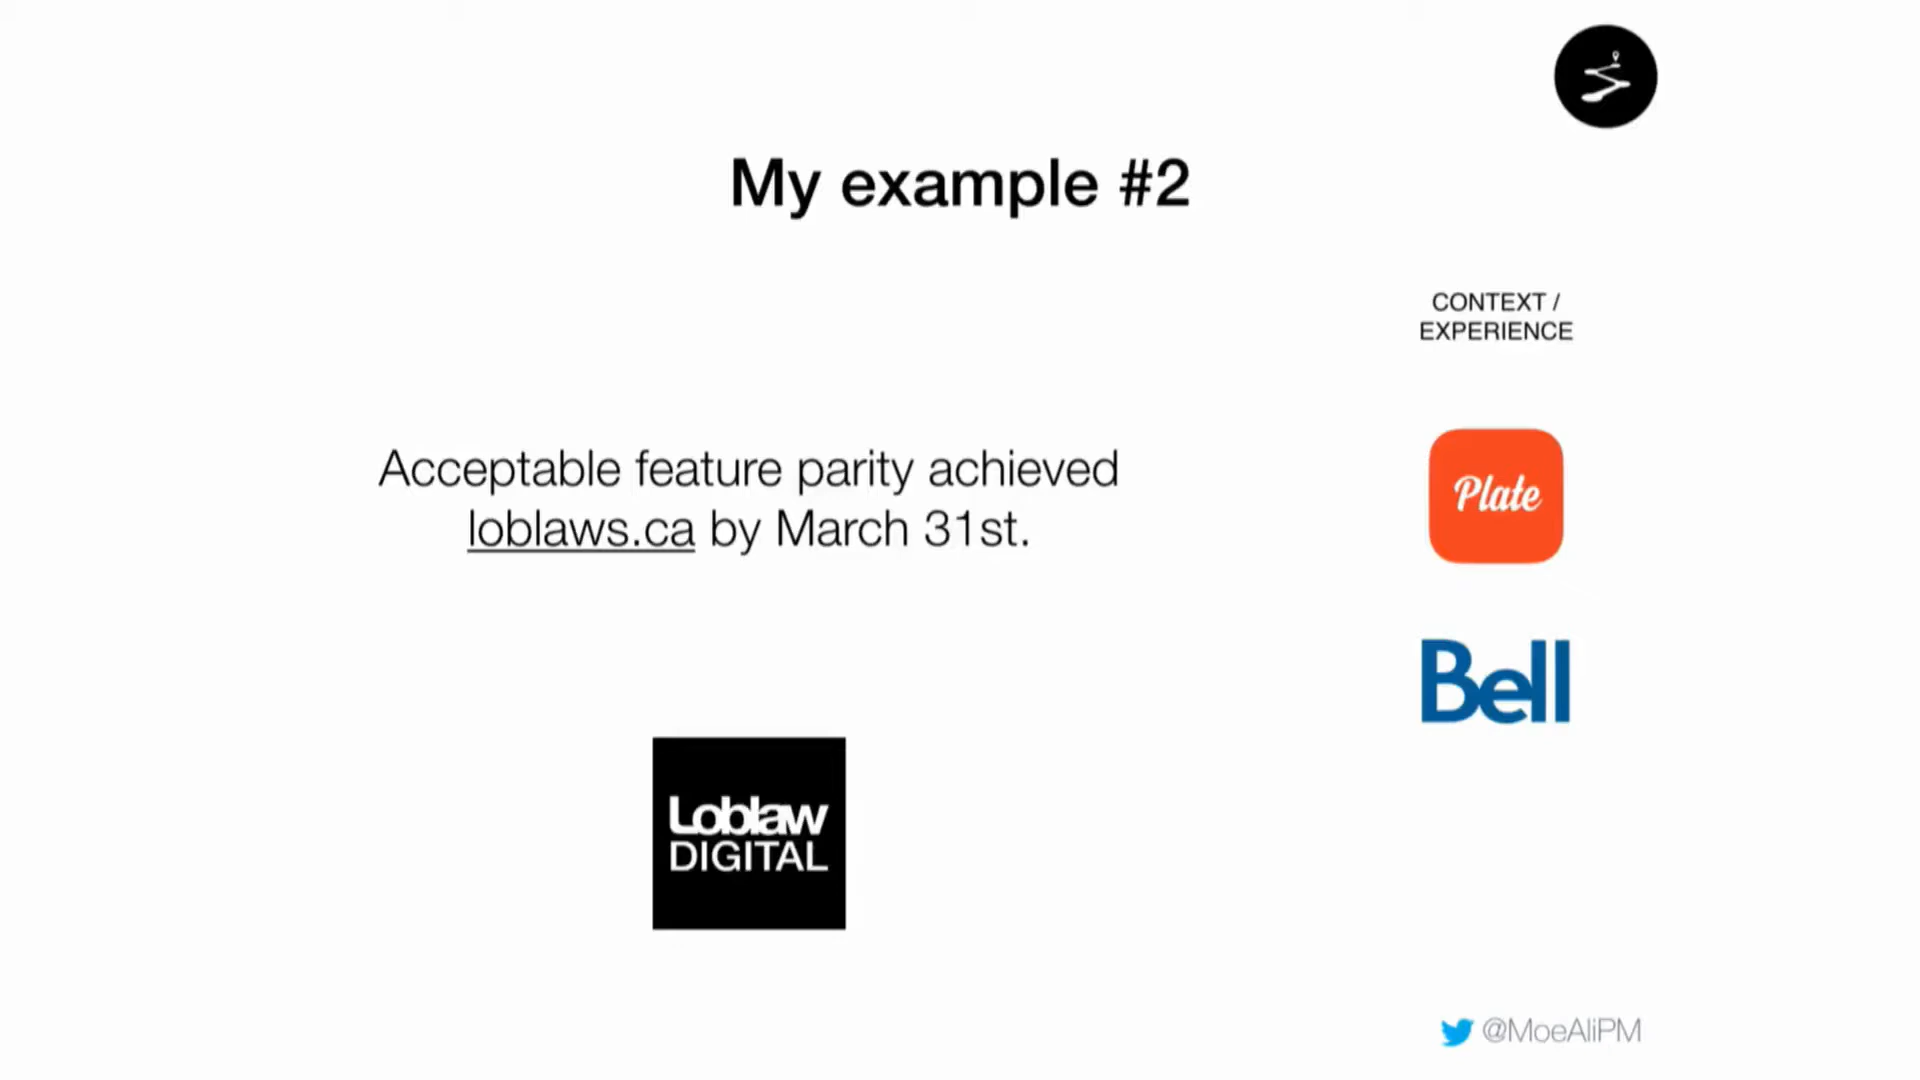 My example #2
CONTEXT /
EXPERIENCE
Acceptable feature parity achieved
loblaws.ca by March 31st.
Plate
Bell
Loblaw
DIGITAL
@MoeAliPM